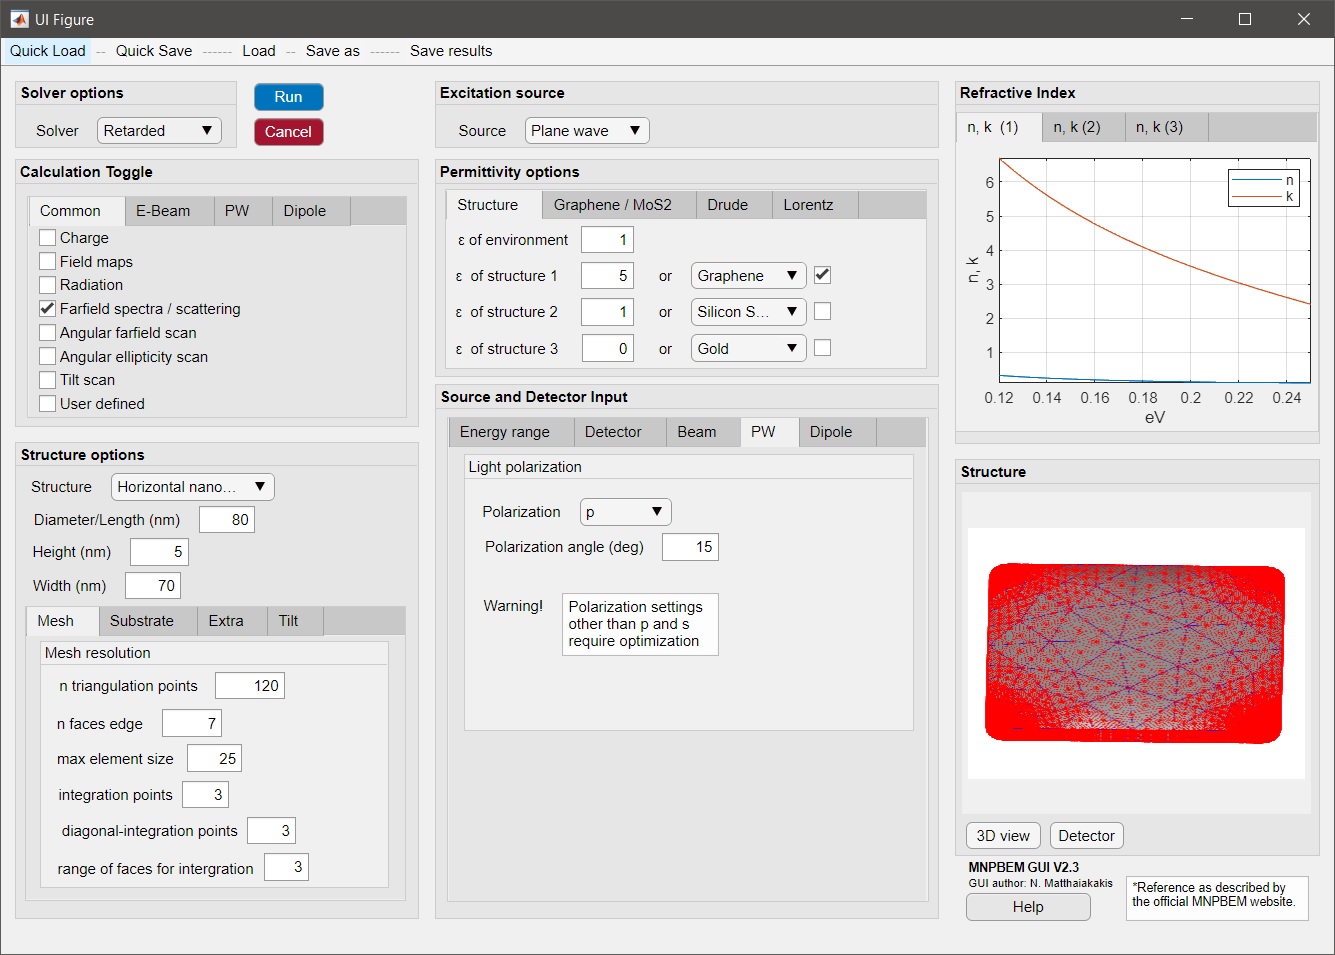 UI Figure
Quick Load -- Quick Save ------ Load -- Save as ------ Save results
Solver options
Solver Retarded
Run
Cancel
Calculation Toggle
Common E-Beam PW Dipole
Charge
Field maps
Radiation
Farfield spectra / scattering
Angular farfield scan
Angular ellipticity scan
Tilt scan
User defined
Structure options
Structure Horizontal nano...
Diameter/Length (nm) 80
Height (nm) 5
Width (nm) 70
Mesh Substrate Extra Tilt
Mesh resolution
n triangulation points 120
n faces edge 7
max element size 25
integration points 3
diagonal-integration points 3
range of faces for intergration 3
Excitation source
Source Plane wave
Permittivity options
Structure Graphene / MoS2 Drude Lorentz
ε of environment 1
ε of structure 1 5 or Graphene
ε of structure 2 1 or Silicon S...
ε of structure 3 0 or Gold
Source and Detector Input
Energy range Detector Beam PW Dipole
Light polarization
Polarization p
Polarization angle (deg) 15
Warning!
Polarization settings
other than p and s
require optimization
Refractive Index
n, k (1) n, k (2) n, k (3)
n
k
6
5
4
3
2
1
n, k
0.12 0.14 0.16 0.18 0.2 0.22 0.24
eV
Structure
3D view Detector
MNPBEM GUI V2.3
GUI author: N. Matthaiakakis
Help
*Reference as described by
the official MNPBEM website.